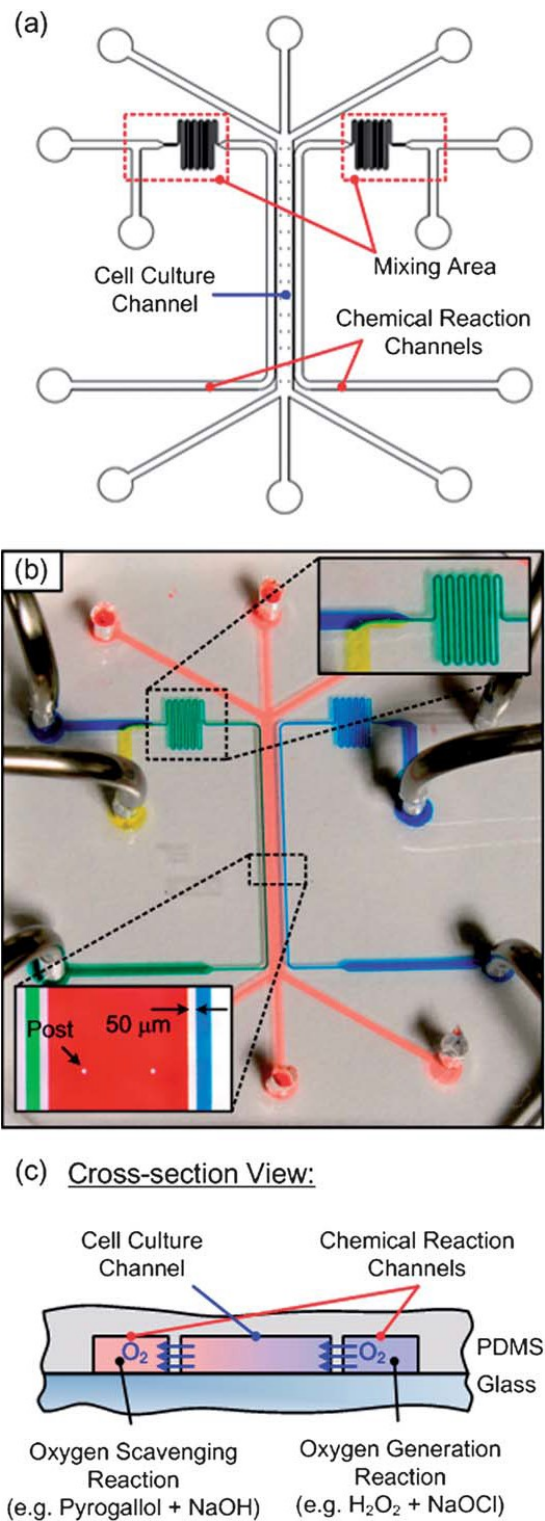 (a)
Mixing Area
Cell Culture
Channel
Chemical Reaction
Channels
(b)
Post
50 μm
(c) Cross-section View:
Cell Culture
Channel
Chemical Reaction
Channels
O₂
O₂
PDMS
Glass
Oxygen Scavenging
Reaction
(e.g. Pyrogallol + NaOH)
Oxygen Generation
Reaction
(e.g. H₂O₂ + NaOCl)